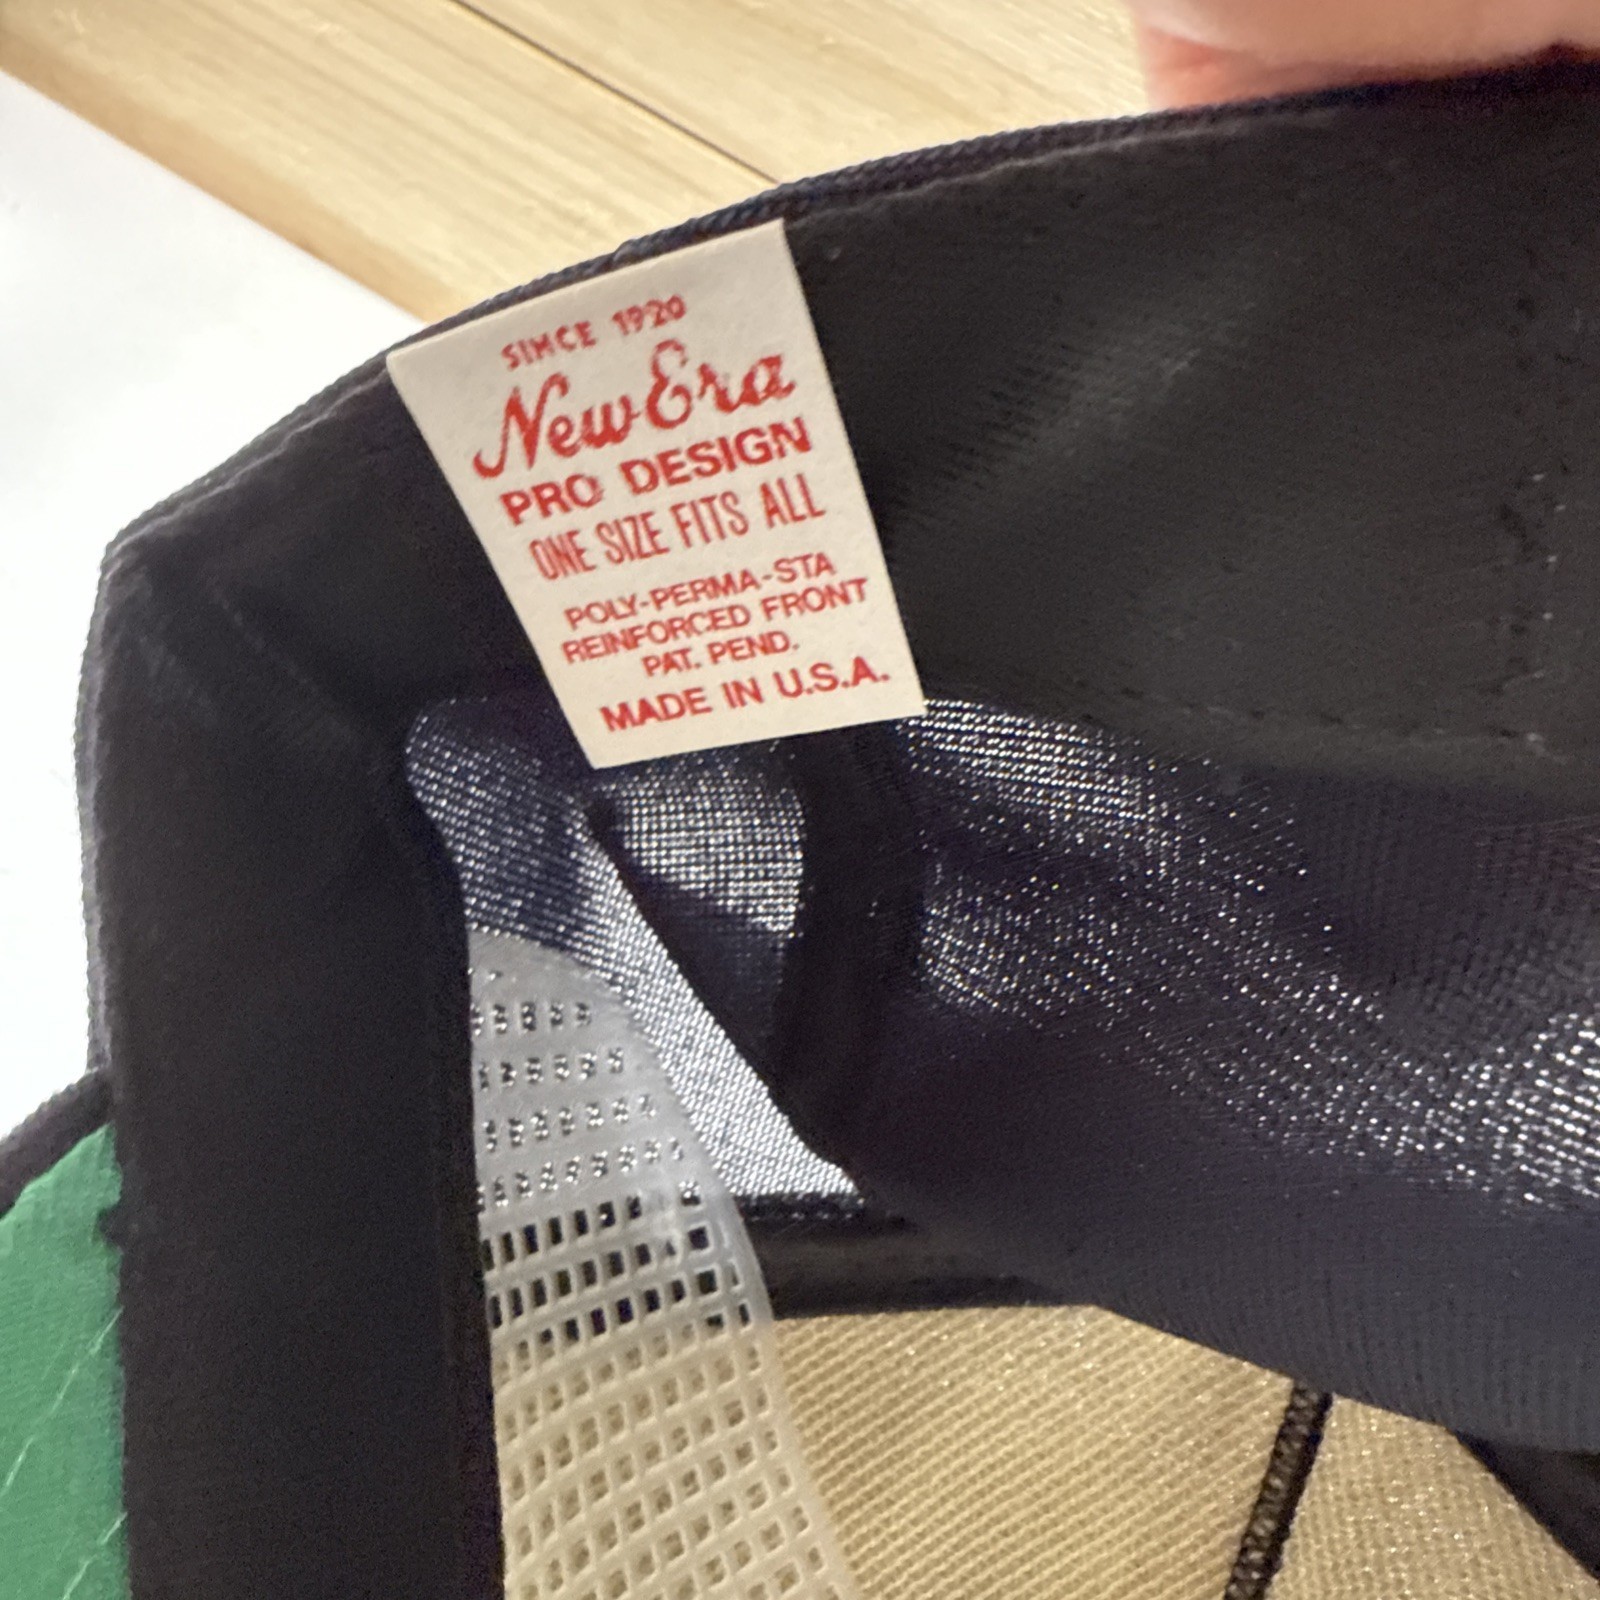 SINCE 1920
New Era
PRO DESIGN
ONE SIZE FITS ALL
POLY-PERMA-STA
REINFORCED FRONT
PAT. PEND.
MADE IN U.S.A.